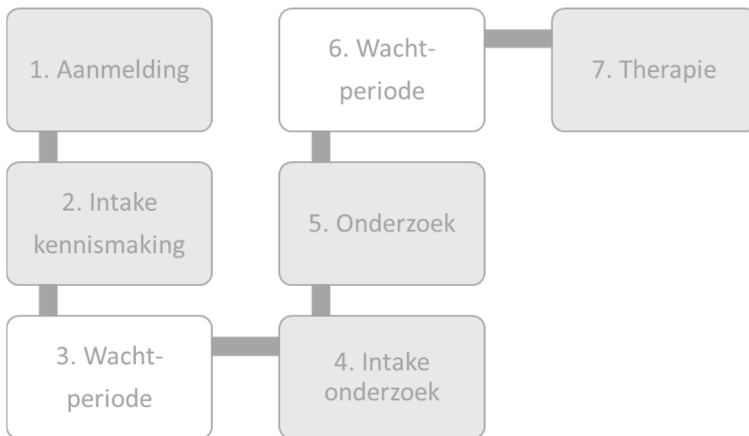 1. Aanmelding
2. Intake
kennismaking
3. Wacht-
periode
4. Intake
onderzoek
5. Onderzoek
6. Wacht-
periode
7. Therapie